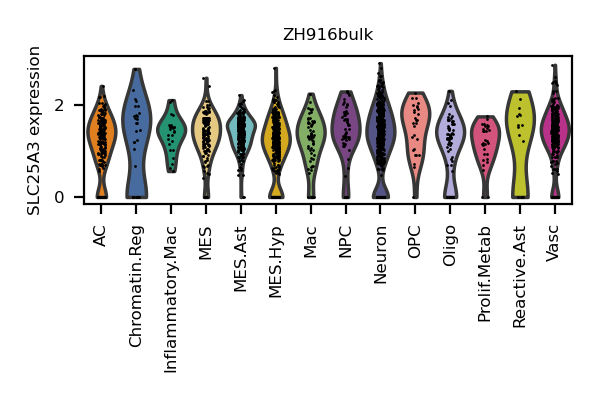 ZH916bulk
SLC25A3 expression
2
0
AC
Chromatin.Reg
Inflammatory.Mac
MES
MES.Ast
MES.Hyp
Mac
NPC
Neuron
OPC
Oligo
Prolif.Metab
Reactive.Ast
Vasc